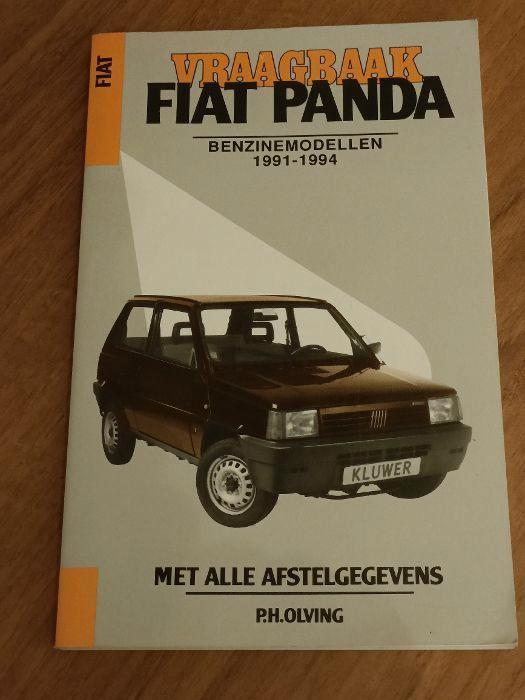 FIAT
VRAAGBAAK
FIAT PANDA
BENZINEMODELLEN
1991-1994
KLUWER
MET ALLE AFSTELGEGEVENS
P.H.OLVING